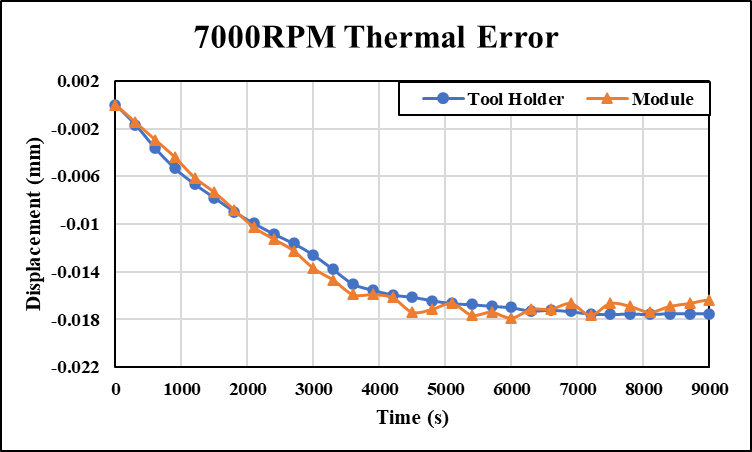 7000RPM Thermal Error
Tool Holder
Module
Displacement (mm)
0.002
-0.002
-0.006
-0.01
-0.014
-0.018
-0.022
0 1000 2000 3000 4000 5000 6000 7000 8000 9000
Time (s)